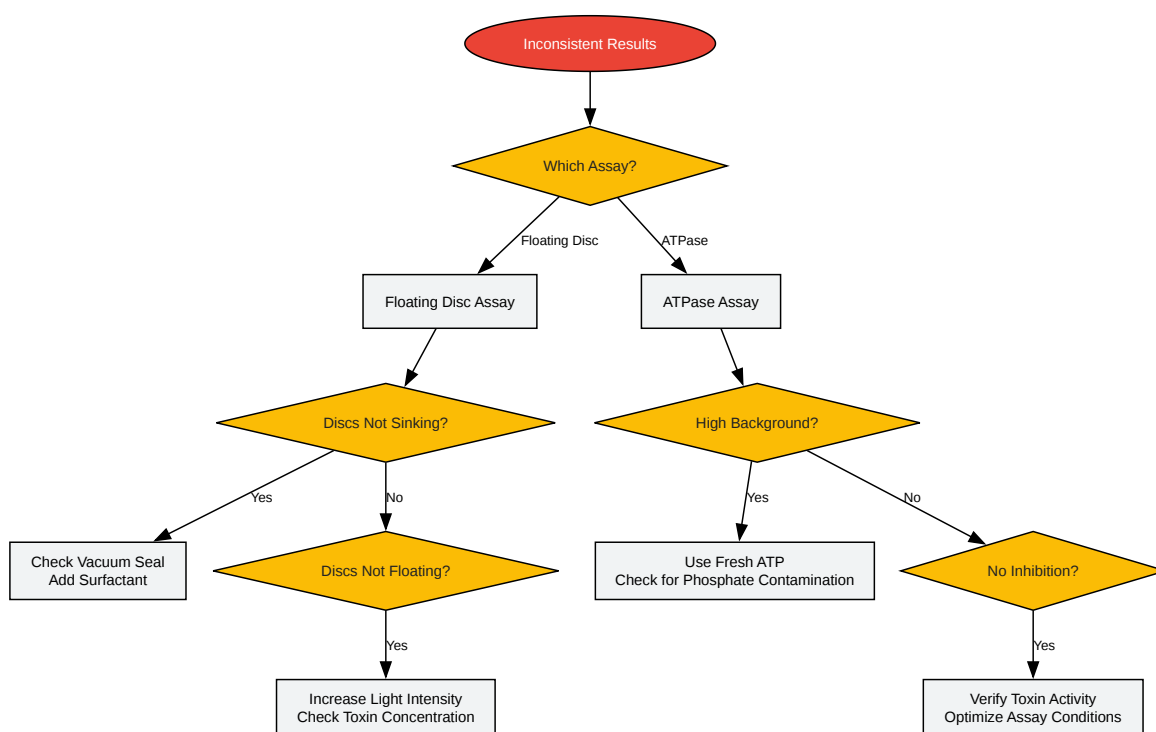 Inconsistent Results
Which Assay?
Floating Disc
ATPase
Floating Disc Assay
ATPase Assay
Discs Not Sinking?
High Background?
Yes
No
Yes
No
Check Vacuum Seal
Add Surfactant
Discs Not Floating?
Use Fresh ATP
Check for Phosphate Contamination
No Inhibition?
Yes
Yes
Increase Light Intensity
Check Toxin Concentration
Verify Toxin Activity
Optimize Assay Conditions